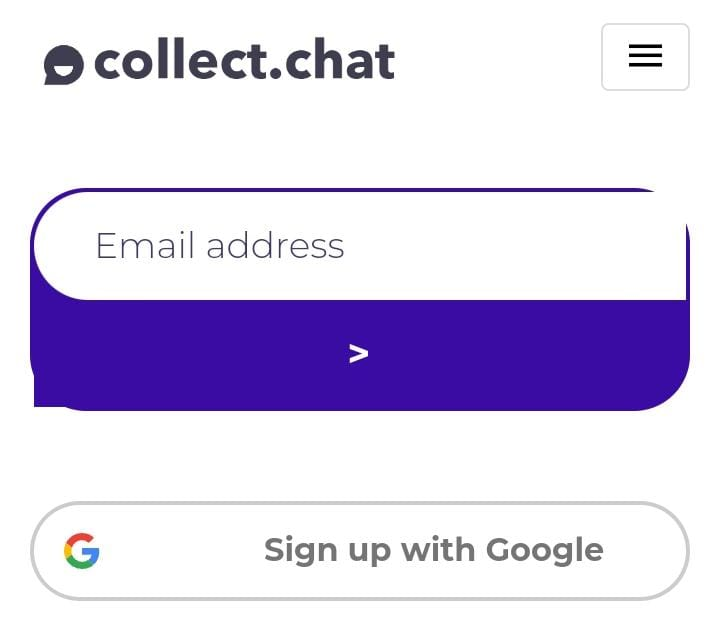 collect.chat
Email address
>
Sign up with Google